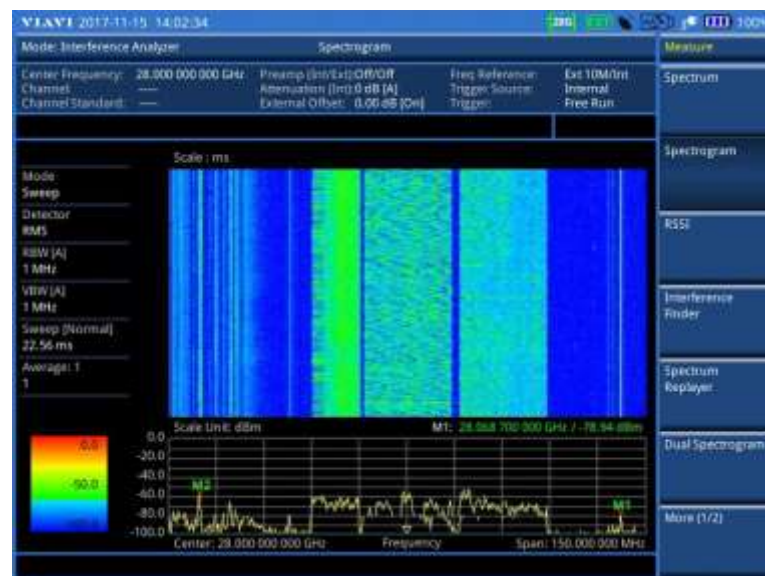 VIAVI 2017-11-15 14:02:34
100%
Mode: Interference Analyzer
Spectrogram
Measure
Center Frequency: 28.000 000 000 GHz
Channel: ----
Channel Standard: ----
Preamp (Int/Ext): Off/Off
Attenuation (Int): 0 dB [A]
External Offset: 0.00 dB [On]
Freq Reference: Ext 10M/Int
Trigger Source: Internal
Trigger: Free Run
Spectrum
Spectrogram
RSSI
Interference
Finder
Spectrum
Replayer
Dual Spectrogram
More (1/2)
Scale : ms
Mode
Sweep
Detector
RMS
RBW [A]
1 MHz
VBW [A]
1 MHz
Sweep [Normal]
22.56 ms
Average: 1
1
Scale Unit: dBm
M1: 28.068 700 000 GHz / -78.94 dBm
0.0
-50.0
0.0
-20.0
-40.0
-60.0
-80.0
-100.0
M2
M1
Center: 28.000 000 000 GHz
Frequency
Span: 150.000 000 MHz